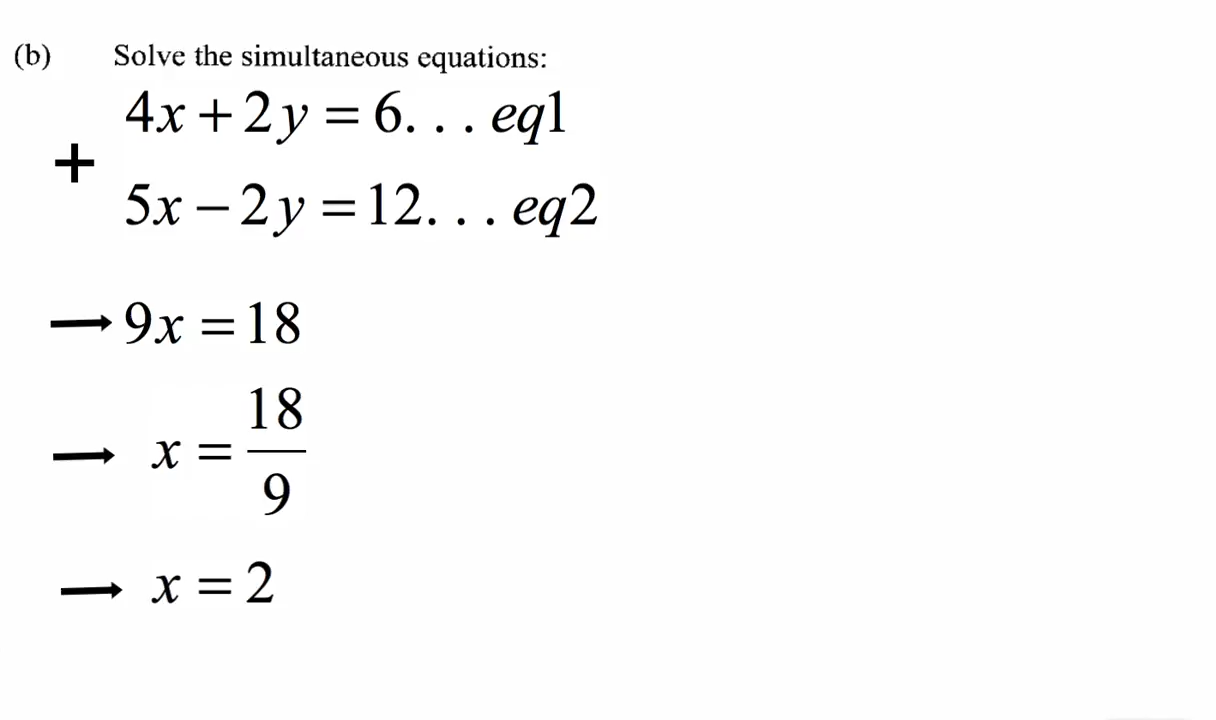 (b) Solve the simultaneous equations:
4x + 2y = 6. . . eq1
+
5x − 2y = 12. . . eq2
→ 9x = 18
→ x = 18/9
→ x = 2